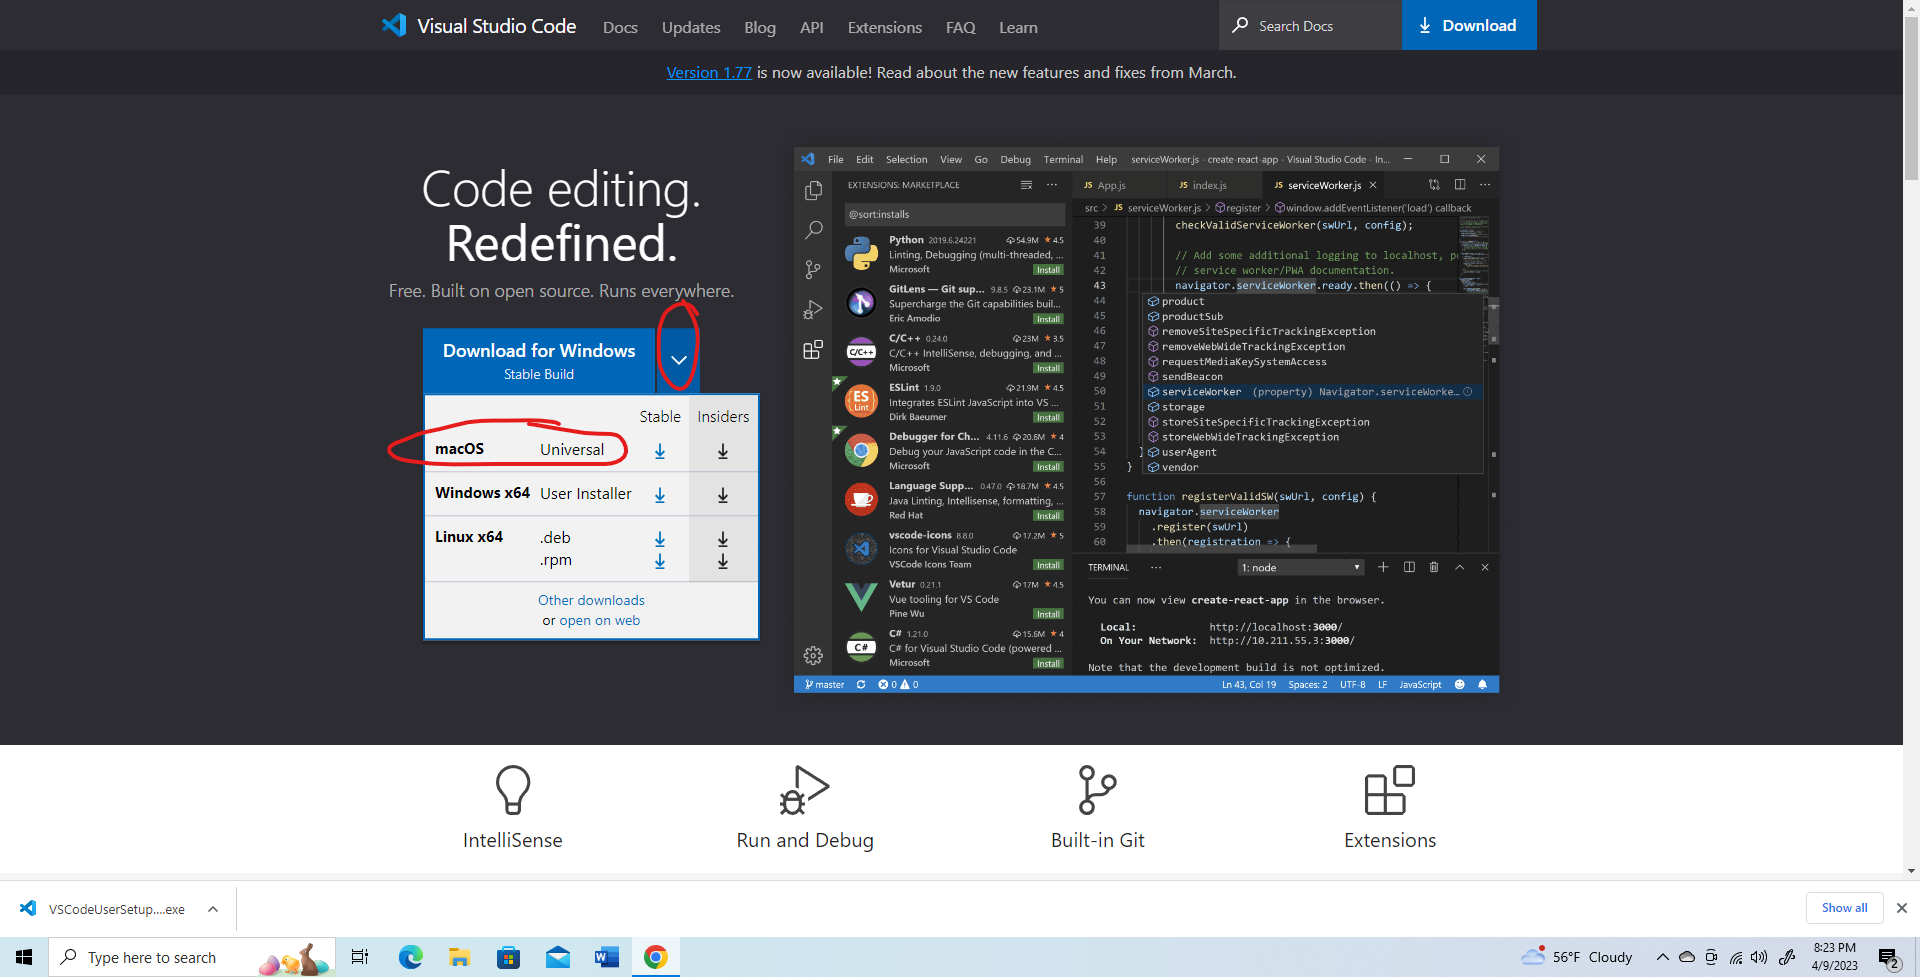 Visual Studio Code Docs Updates Blog API Extensions FAQ Learn Search Docs Download
Version 1.77 is now available! Read about the new features and fixes from March.
Code editing.
Redefined.
Free. Built on open source. Runs everywhere.
Download for Windows
Stable Build
Stable Insiders
macOS Universal
Windows x64 User Installer
Linux x64 .deb
.rpm
Other downloads
or open on web
File Edit Selection View Go Debug Terminal Help serviceWorker.js - create-react-app - Visual Studio Code - In...
EXTENSIONS: MARKETPLACE
@sort:installs
Python 2019.6.24221 54.9M 4.5
Linting, Debugging (multi-threaded, ...
Microsoft Install
GitLens — Git sup... 9.8.5 23.1M 5
Supercharge the Git capabilities buil...
Eric Amodio Install
C/C++ 0.24.0 23M 3.5
C/C++ C/C++ IntelliSense, debugging, and ...
Microsoft Install
ESLint 1.9.0 21.9M 4.5
ES Lint Integrates ESLint JavaScript into VS ...
Dirk Baeumer Install
Debugger for Ch... 4.11.6 20.6M 4
Debug your JavaScript code in the C...
Microsoft Install
Language Supp... 0.47.0 18.7M 4.5
Java Linting, Intellisense, formatting, ...
Red Hat Install
vscode-icons 8.8.0 17.2M 5
Icons for Visual Studio Code
VSCode Icons Team Install
Vetur 0.21.1 17M 4.5
Vue tooling for VS Code
Pine Wu Install
C# 1.21.0 15.6M 4
C# C# for Visual Studio Code (powered ...
Microsoft Install
JS App.js JS index.js JS serviceWorker.js
src > JS serviceWorker.js > register > window.addEventListener('load') callback
39 checkValidServiceWorker(swUrl, config);
40
41 // Add some additional logging to localhost, p
42 // service worker/PWA documentation.
43 navigator.serviceWorker.ready.then(() => {
44 product
45 productSub
46 removeSiteSpecificTrackingException
47 removeWebWideTrackingException
48 requestMediaKeySystemAccess
49 sendBeacon
50 serviceWorker (property) Navigator.serviceWorke...
51 storage
52 storeSiteSpecificTrackingException
53 storeWebWideTrackingException
54 } userAgent
55 } vendor
56
57 function registerValidSW(swUrl, config) {
58 navigator.serviceWorker
59 .register(swUrl)
60 .then(registration => {
TERMINAL ... 1: node
You can now view create-react-app in the browser.
Local: http://localhost:3000/
On Your Network: http://10.211.55.3:3000/
Note that the development build is not optimized.
master 0 0 Ln 43, Col 19 Spaces: 2 UTF-8 LF JavaScript
IntelliSense Run and Debug Built-in Git Extensions
VSCodeUserSetup....exe Show all
Type here to search 56°F Cloudy 8:23 PM
4/9/2023 2